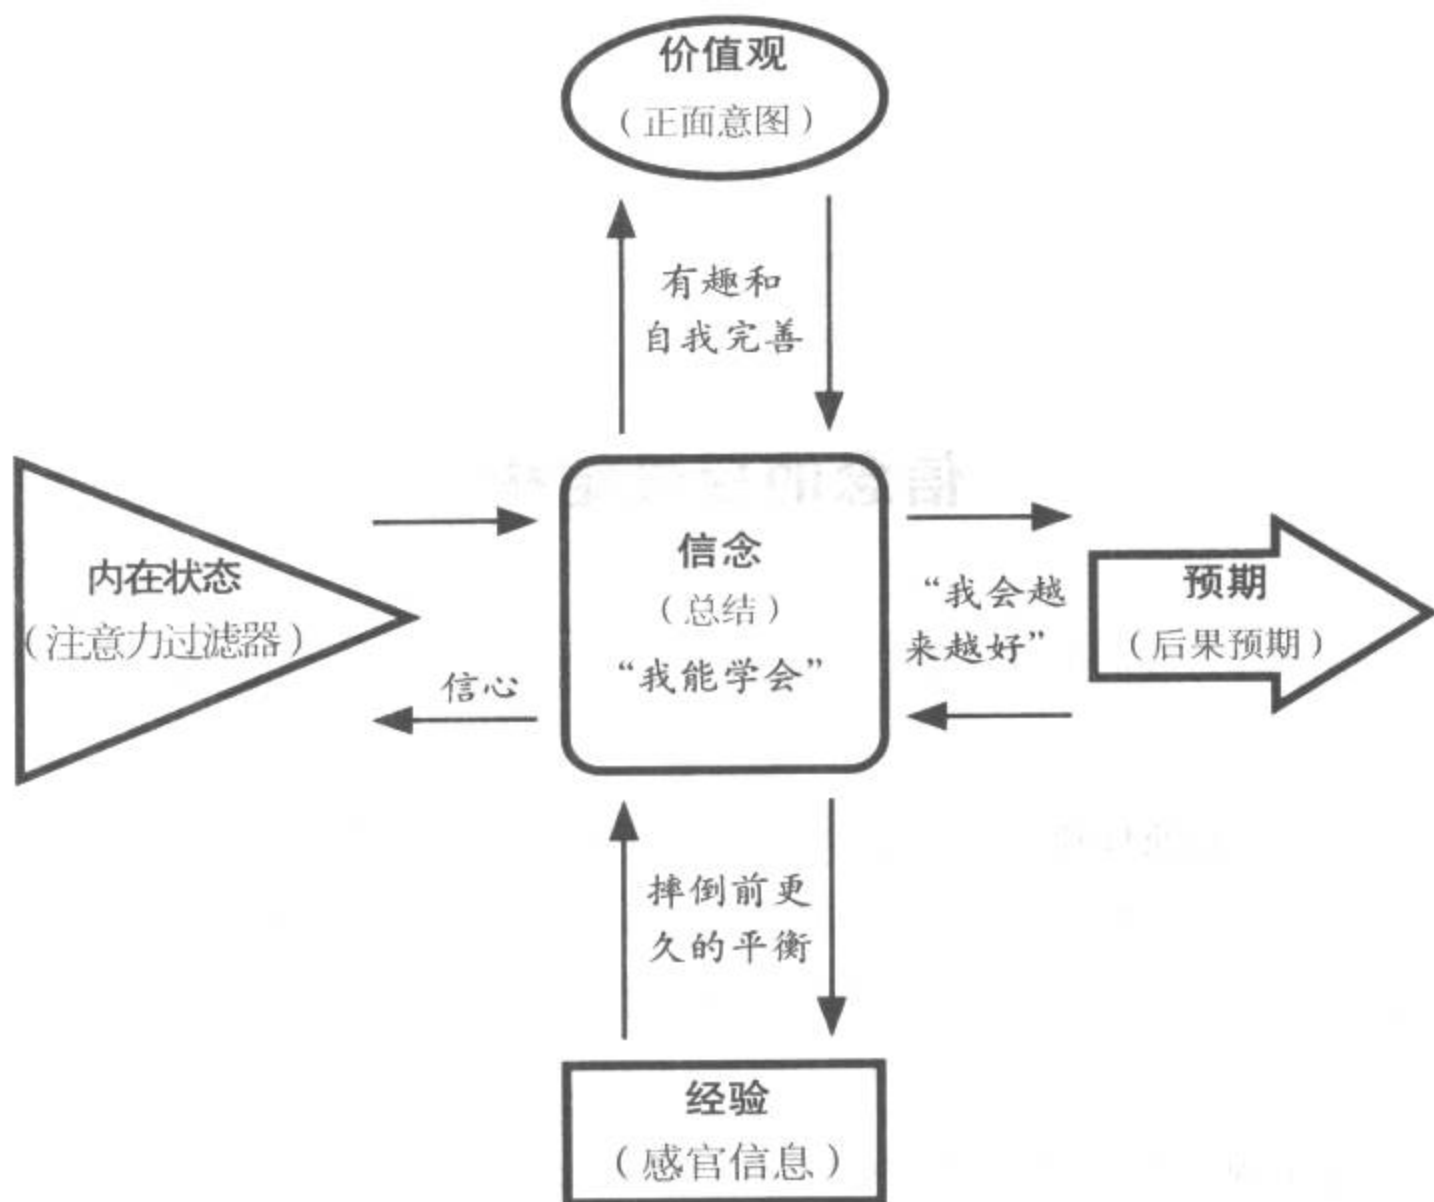 价值观
（正面意图）
有趣和
自我完善
内在状态
（注意力过滤器）
信心
信念
（总结）
“我能学会”
“我会越
来越好”
预期
（后果预期）
摔倒前更
久的平衡
经验
（感官信息）